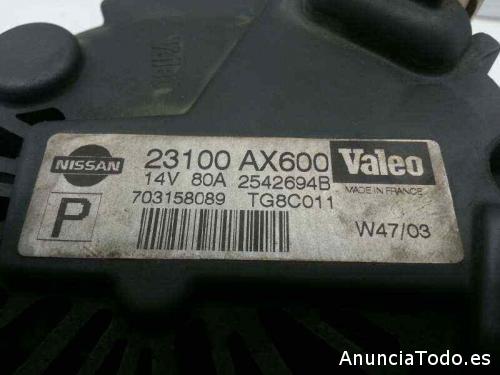 NISSAN 23100 AX600 Valeo
14V 80A 2542694B MADE IN FRANCE
P 703158089 TG8C011
W47/03
AnunciaTodo.es